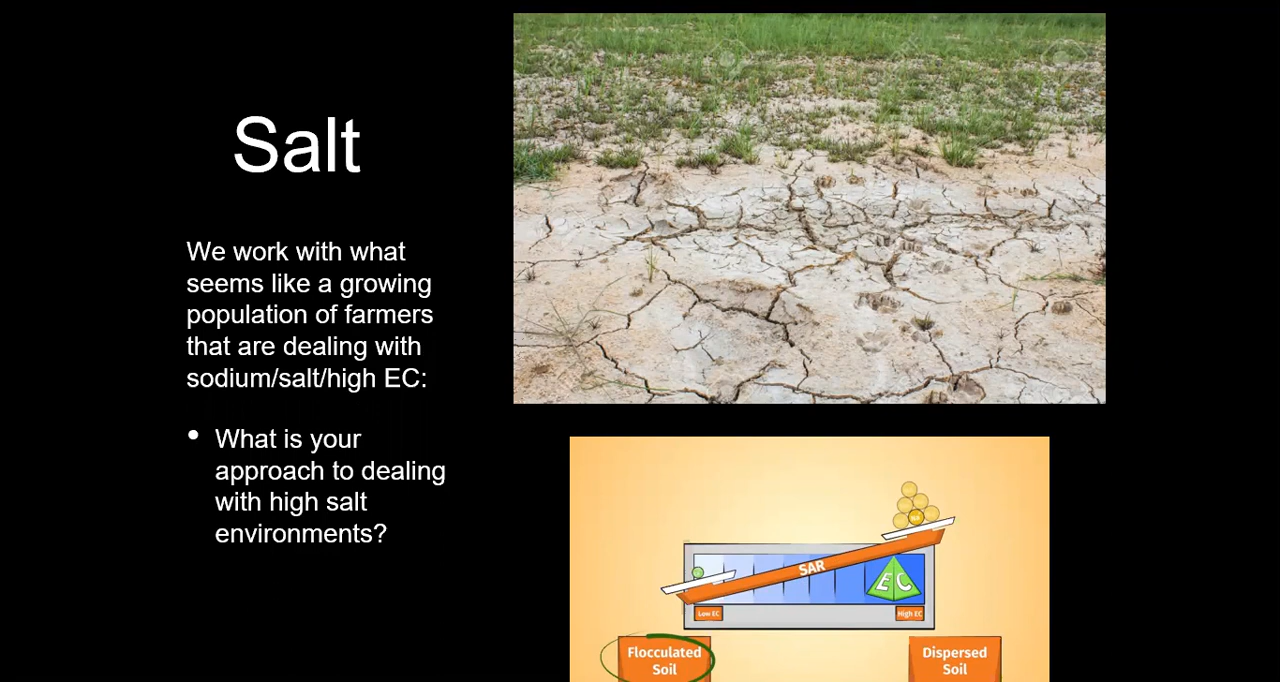 Salt
We work with what
seems like a growing
population of farmers
that are dealing with
sodium/salt/high EC:
• What is your
approach to dealing
with high salt
environments?
SAR
EC
Low EC
High EC
Flocculated
Soil
Dispersed
Soil